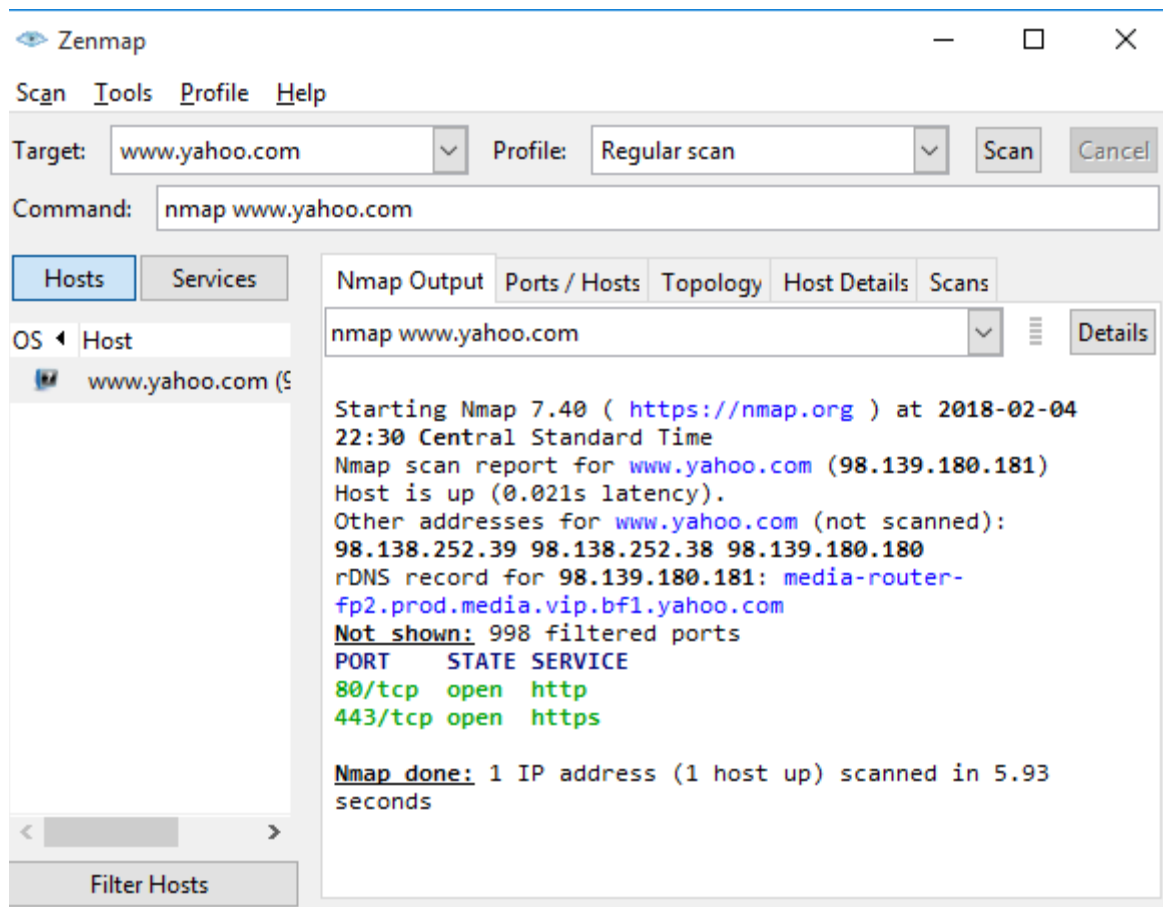 Zenmap
Scan Tools Profile Help
Target: www.yahoo.com Profile: Regular scan Scan Cancel
Command: nmap www.yahoo.com
Hosts Services
Nmap Output Ports / Hosts Topology Host Details Scans
OS Host
www.yahoo.com (9
nmap www.yahoo.com Details
Starting Nmap 7.40 ( https://nmap.org ) at 2018-02-04
22:30 Central Standard Time
Nmap scan report for www.yahoo.com (98.139.180.181)
Host is up (0.021s latency).
Other addresses for www.yahoo.com (not scanned):
98.138.252.39 98.138.252.38 98.139.180.180
rDNS record for 98.139.180.181: media-router-
fp2.prod.media.vip.bf1.yahoo.com
Not shown: 998 filtered ports
PORT STATE SERVICE
80/tcp open http
443/tcp open https
Nmap done: 1 IP address (1 host up) scanned in 5.93
seconds
Filter Hosts